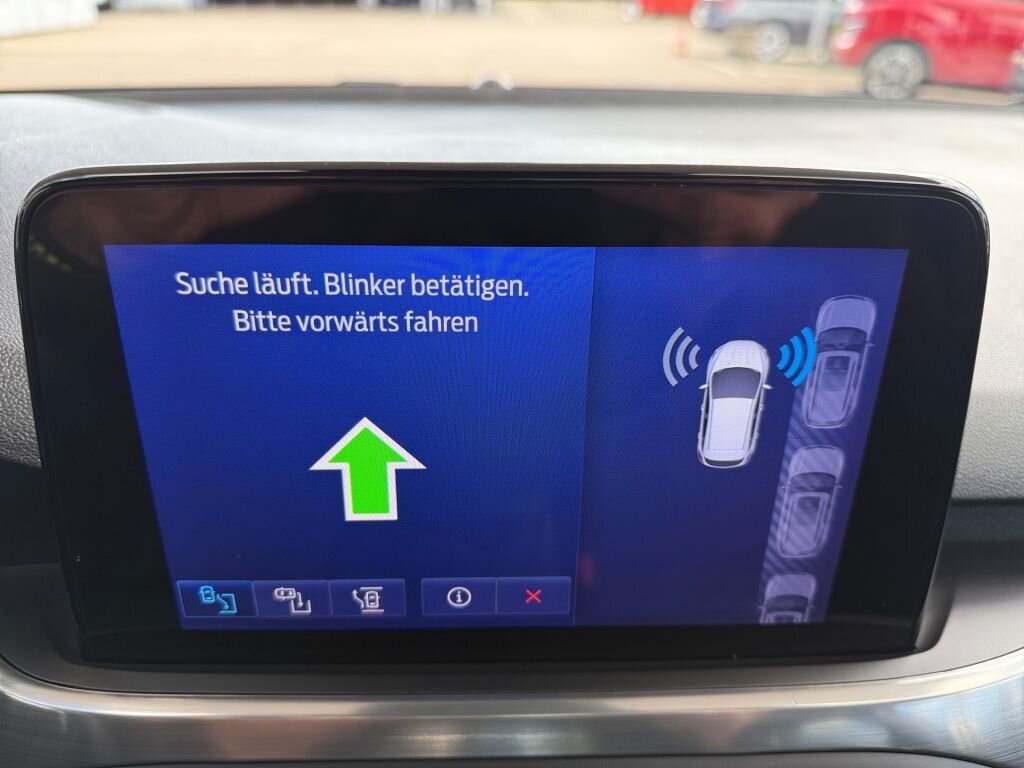 Suche läuft. Blinker betätigen.
Bitte vorwärts fahren